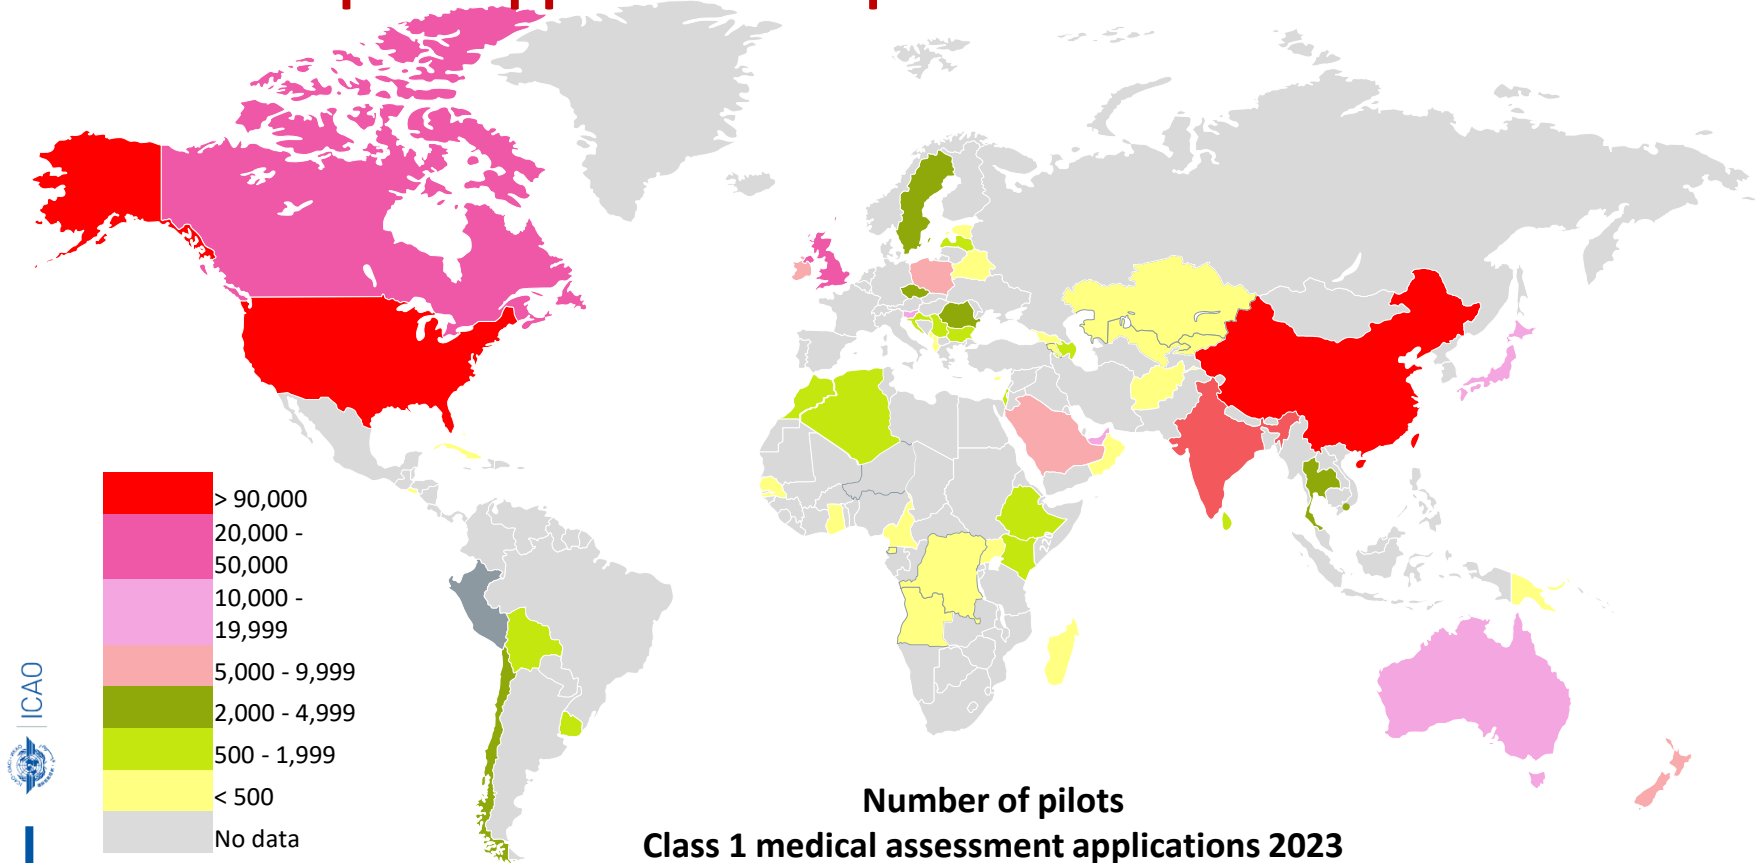 > 90,000
20,000 -
50,000
10,000 -
19,999
5,000 - 9,999
2,000 - 4,999
500 - 1,999
< 500
No data
ICAO
Number of pilots
Class 1 medical assessment applications 2023